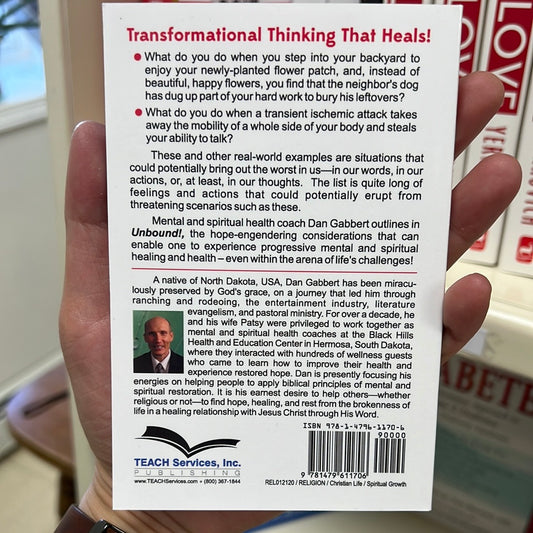 Transformational Thinking That Heals!
● What do you do when you step into your backyard to
enjoy your newly-planted flower patch, and, instead of
beautiful, happy flowers, you find that the neighbor's dog
has dug up part of your hard work to bury his leftovers?
● What do you do when a transient ischemic attack takes
away the mobility of a whole side of your body and steals
your ability to talk?
These and other real-world examples are situations that
could potentially bring out the worst in us—in our words, in our
actions, or, at least, in our thoughts. The list is quite long of
feelings and actions that could potentially erupt from
threatening scenarios such as these.
Mental and spiritual health coach Dan Gabbert outlines in
Unbound!, the hope-engendering considerations that can
enable one to experience progressive mental and spiritual
healing and health – even within the arena of life's challenges!
A native of North Dakota, USA, Dan Gabbert has been miracu-
lously preserved by God's grace, on a journey that led him through
ranching and rodeoing, the entertainment industry, literature
evangelism, and pastoral ministry. For over a decade, he
and his wife Patsy were privileged to work together as
mental and spiritual health coaches at the Black Hills
Health and Education Center in Hermosa, South Dakota,
where they interacted with hundreds of wellness guests
who came to learn how to improve their health and
experience restored hope. Dan is presently focusing his
energies on helping people to apply biblical principles of mental and
spiritual restoration. It is his earnest desire to help others—whether
religious or not—to find hope, healing, and rest from the brokenness of
life in a healing relationship with Jesus Christ through His Word.
ISBN 978-1-4796-1170-6
90000
9 781479 611706
TEACH Services, Inc.
PUBLISHING
www.TEACHServices.com • (800) 367-1844
REL012120 / RELIGION / Christian Life / Spiritual Growth
LOVE
LOVE